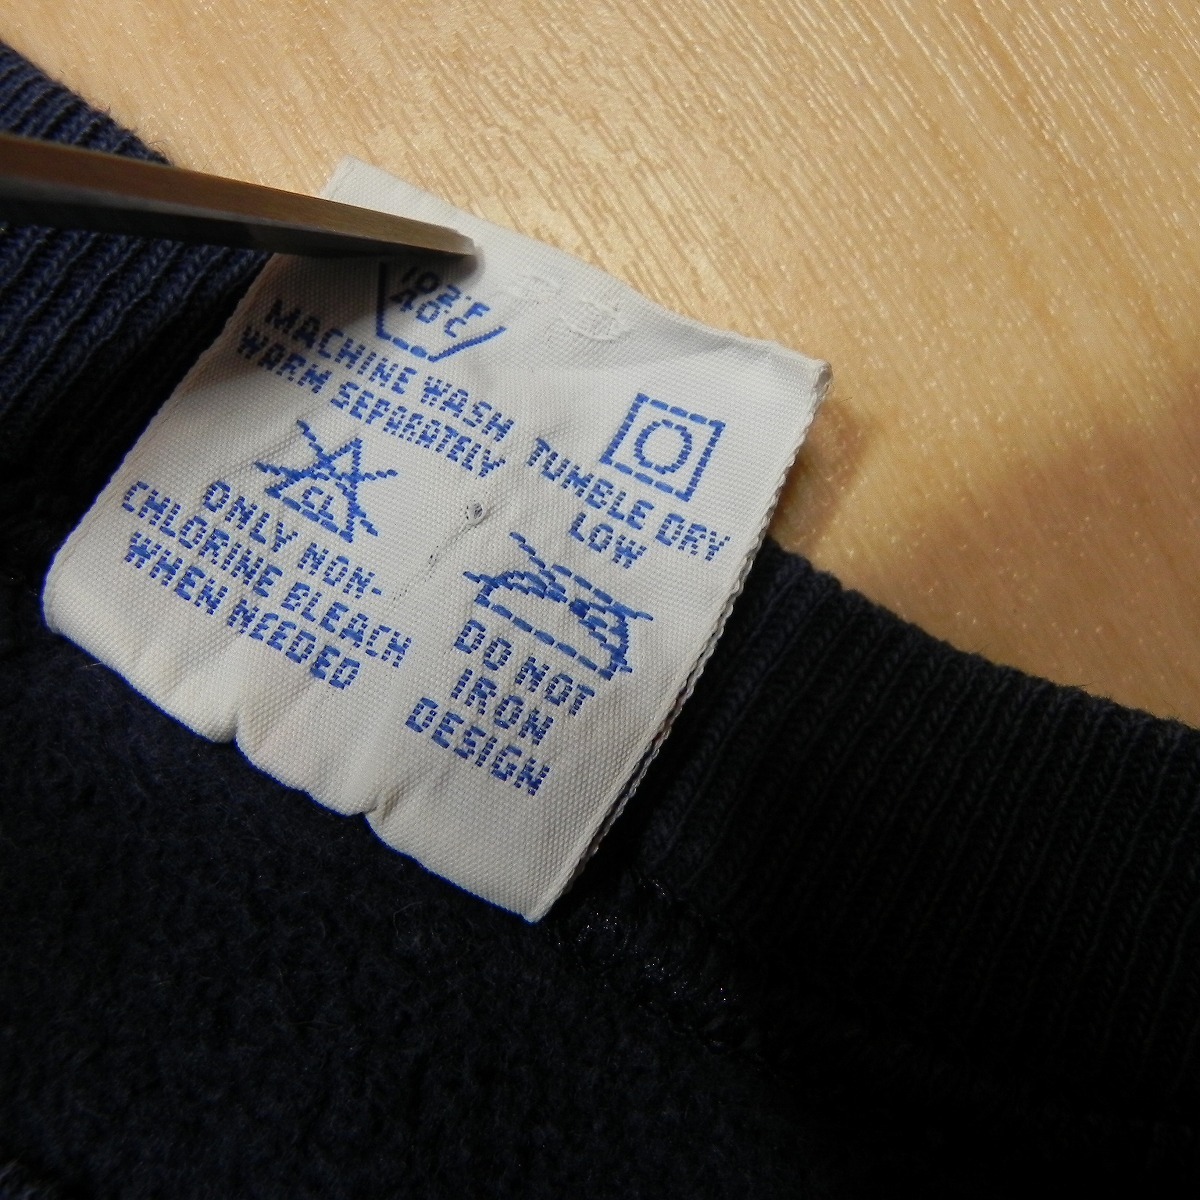 102°F
40°C
MACHINE WASH
WARM SEPARATELY
CL
ONLY NON-
CHLORINE BLEACH
WHEN NEEDED
TUMBLE DRY
LOW
DO NOT
IRON
DESIGN